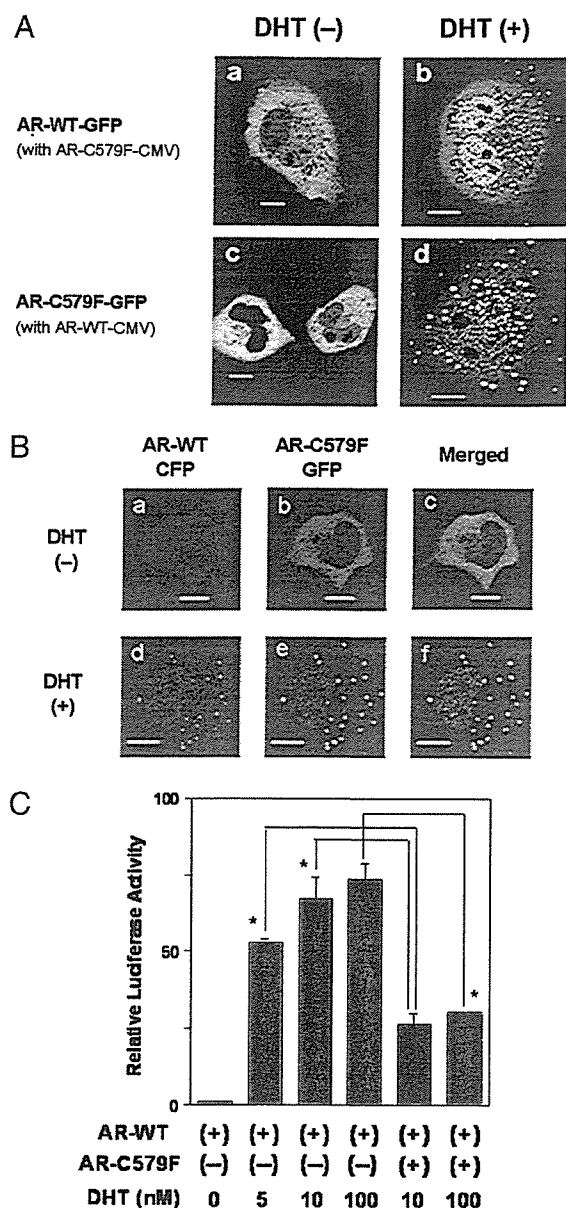 A
DHT (–) DHT (+)
a b
AR-WT-GFP
(with AR-C579F-CMV)
c d
AR-C579F-GFP
(with AR-WT-CMV)
B
AR-WT CFP AR-C579F GFP Merged
a b c
DHT (–)
d e f
DHT (+)
C
Relative Luciferase Activity
100
50
0
* * *
AR-WT (+) (+) (+) (+) (+) (+)
AR-C579F (–) (–) (–) (–) (+) (+)
DHT (nM) 0 5 10 100 10 100